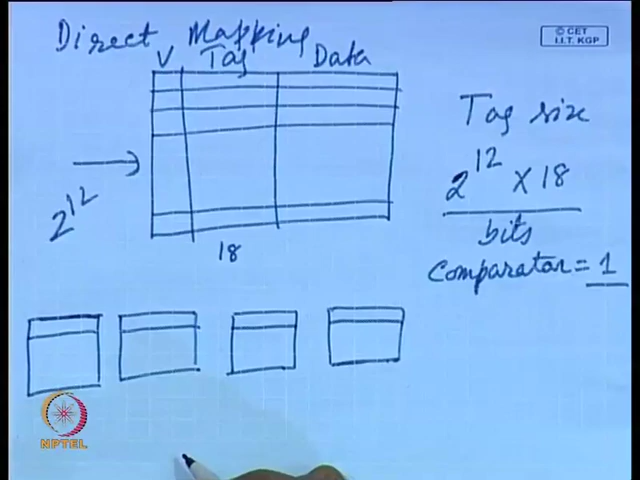 Direct Mapping
© CET
I.I.T. KGP
V Tag Data
2^12
18
Tag size
2^12 x 18
bits
Comparator = 1
NPTEL